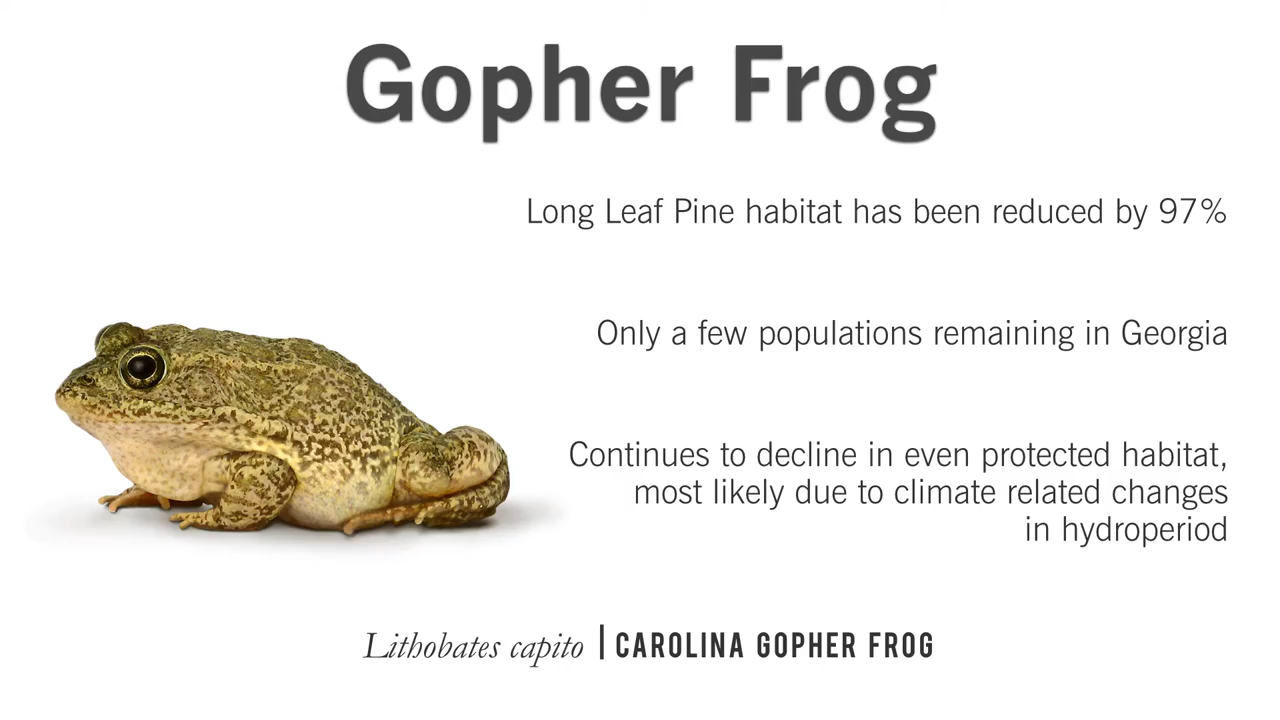 Gopher Frog
Long Leaf Pine habitat has been reduced by 97%
Only a few populations remaining in Georgia
Continues to decline in even protected habitat,
most likely due to climate related changes
in hydroperiod
Lithobates capito | CAROLINA GOPHER FROG